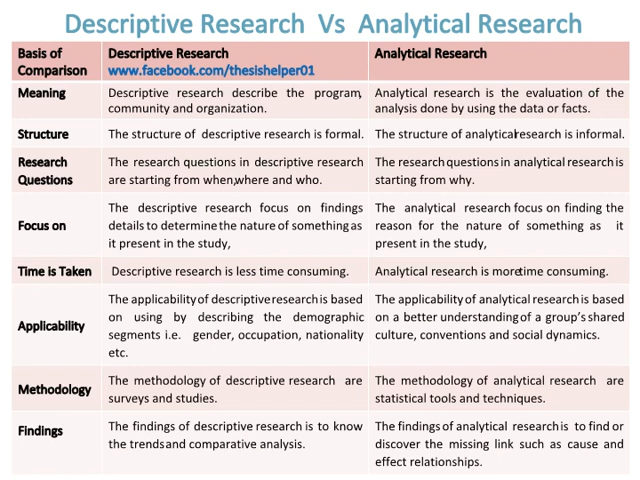 Descriptive Research Vs Analytical Research
Basis of
Comparison
Descriptive Research
www.facebook.com/thesishelper01
Analytical Research
Meaning
Descriptive research describe the program,
community and organization.
Analytical research is the evaluation of the
analysis done by using the data or facts.
Structure
The structure of descriptive research is formal.
The structure of analytical research is informal.
Research
Questions
The research questions in descriptive research
are starting from when,where and who.
The research questions in analytical research is
starting from why.
Focus on
The descriptive research focus on findings
details to determine the nature of something as
it present in the study,
The analytical research focus on finding the
reason for the nature of something as it
present in the study,
Time is Taken
Descriptive research is less time consuming.
Analytical research is more time consuming.
Applicability
The applicability of descriptive research is based
on using by describing the demographic
segments i.e. gender, occupation, nationality
etc.
The applicability of analytical research is based
on a better understanding of a group's shared
culture, conventions and social dynamics.
Methodology
The methodology of descriptive research are
surveys and studies.
The methodology of analytical research are
statistical tools and techniques.
Findings
The findings of descriptive research is to know
the trends and comparative analysis.
The findings of analytical research is to find or
discover the missing link such as cause and
effect relationships.